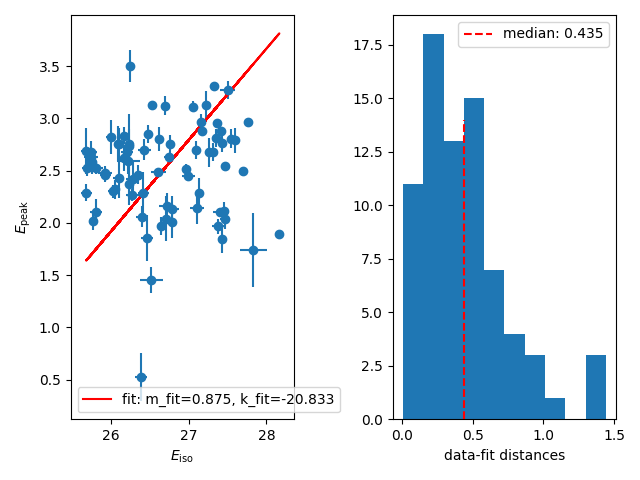 3.5
3.0
2.5
2.0
1.5
1.0
0.5
E_peak
fit: m_fit=0.875, k_fit=-20.833
26 27 28
E_iso
median: 0.435
17.5
15.0
12.5
10.0
7.5
5.0
2.5
0.0
0.0 0.5 1.0 1.5
data-fit distances